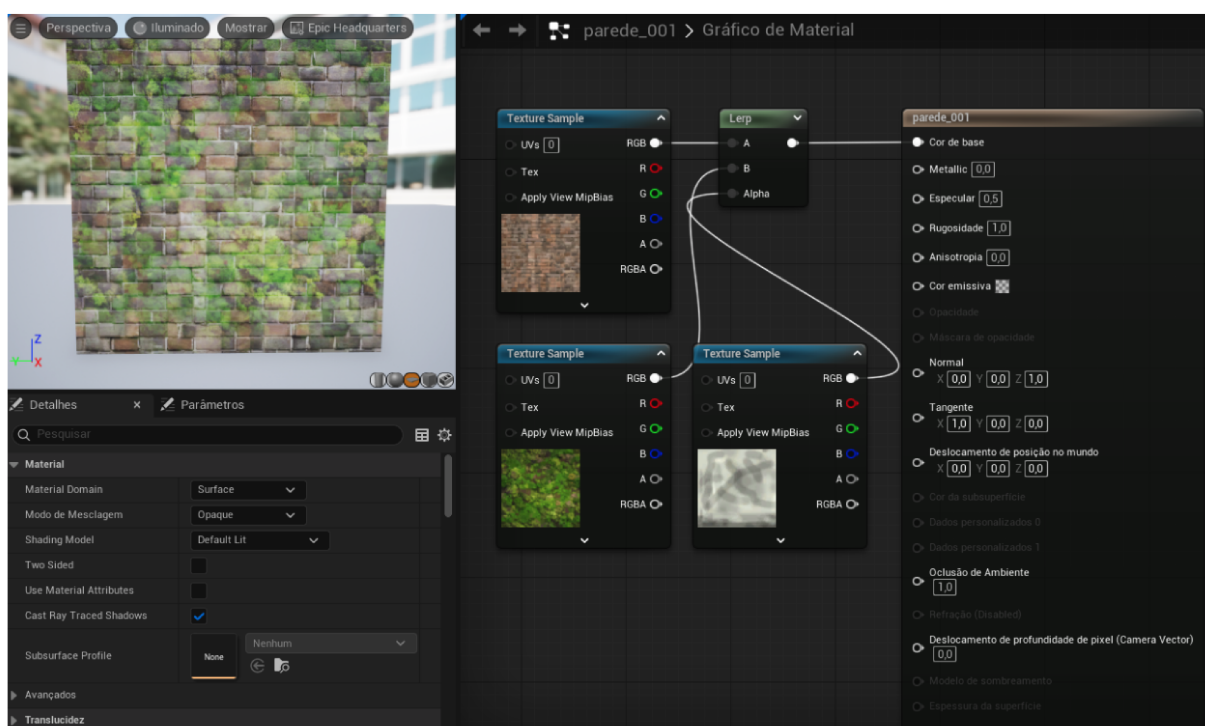 Perspectiva Iluminado Mostrar Epic Headquarters
Z
Y X
Detalhes × Parâmetros
Pesquisar
Material
Material Domain Surface
Modo de Mesclagem Opaque
Shading Model Default Lit
Two Sided
Use Material Attributes
Cast Ray Traced Shadows
Subsurface Profile None Nenhum
Avançados
Translucidez
parede_001 > Gráfico de Material
Texture Sample
UVs 0 RGB
Tex R
Apply View MipBias G
B
A
RGBA
Lerp
A
B
Alpha
Texture Sample
UVs 0 RGB
Tex R
Apply View MipBias G
B
A
RGBA
Texture Sample
UVs 0 RGB
Tex R
Apply View MipBias G
B
A
RGBA
parede_001
Cor de base
Metallic 0,0
Especular 0,5
Rugosidade 1,0
Anisotropia 0,0
Cor emissiva
Opacidade
Máscara de opacidade
Normal
X 0,0 Y 0,0 Z 1,0
Tangente
X 1,0 Y 0,0 Z 0,0
Deslocamento de posição no mundo
X 0,0 Y 0,0 Z 0,0
Cor da subsuperfície
Dados personalizados 0
Dados personalizados 1
Oclusão de Ambiente
1,0
Refração (Disabled)
Deslocamento de profundidade de pixel (Camera Vector)
0,0
Modelo de sombreamento
Espessura da superfície